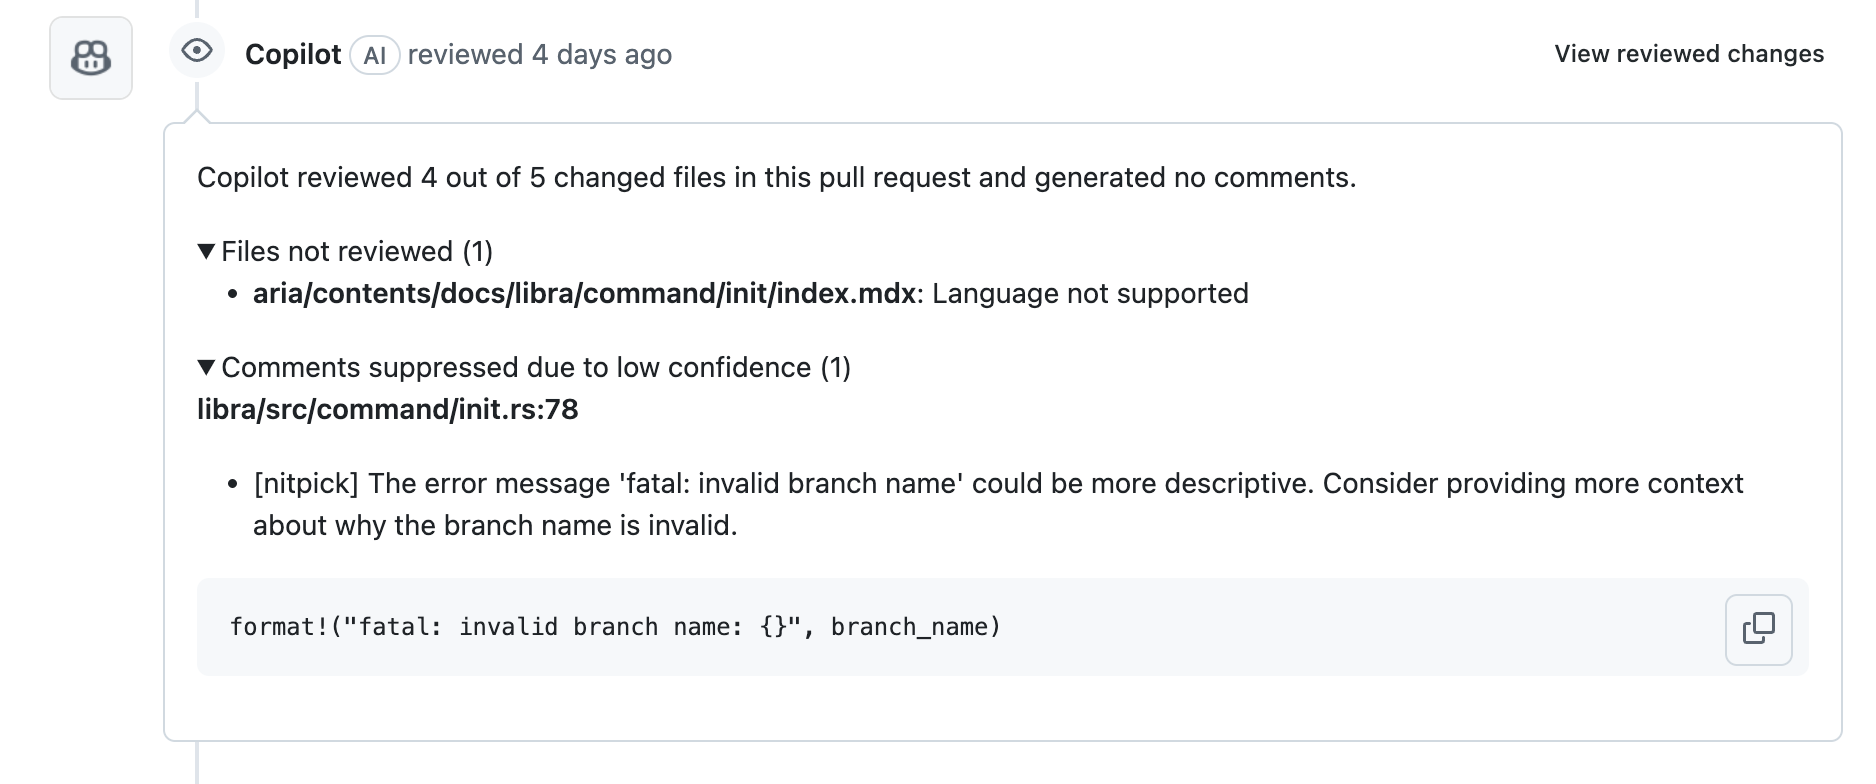 Copilot AI reviewed 4 days ago View reviewed changes
Copilot reviewed 4 out of 5 changed files in this pull request and generated no comments.
▼ Files not reviewed (1)
• aria/contents/docs/libra/command/init/index.mdx: Language not supported
▼ Comments suppressed due to low confidence (1)
libra/src/command/init.rs:78
• [nitpick] The error message 'fatal: invalid branch name' could be more descriptive. Consider providing more context
about why the branch name is invalid.
format!("fatal: invalid branch name: {}", branch_name)